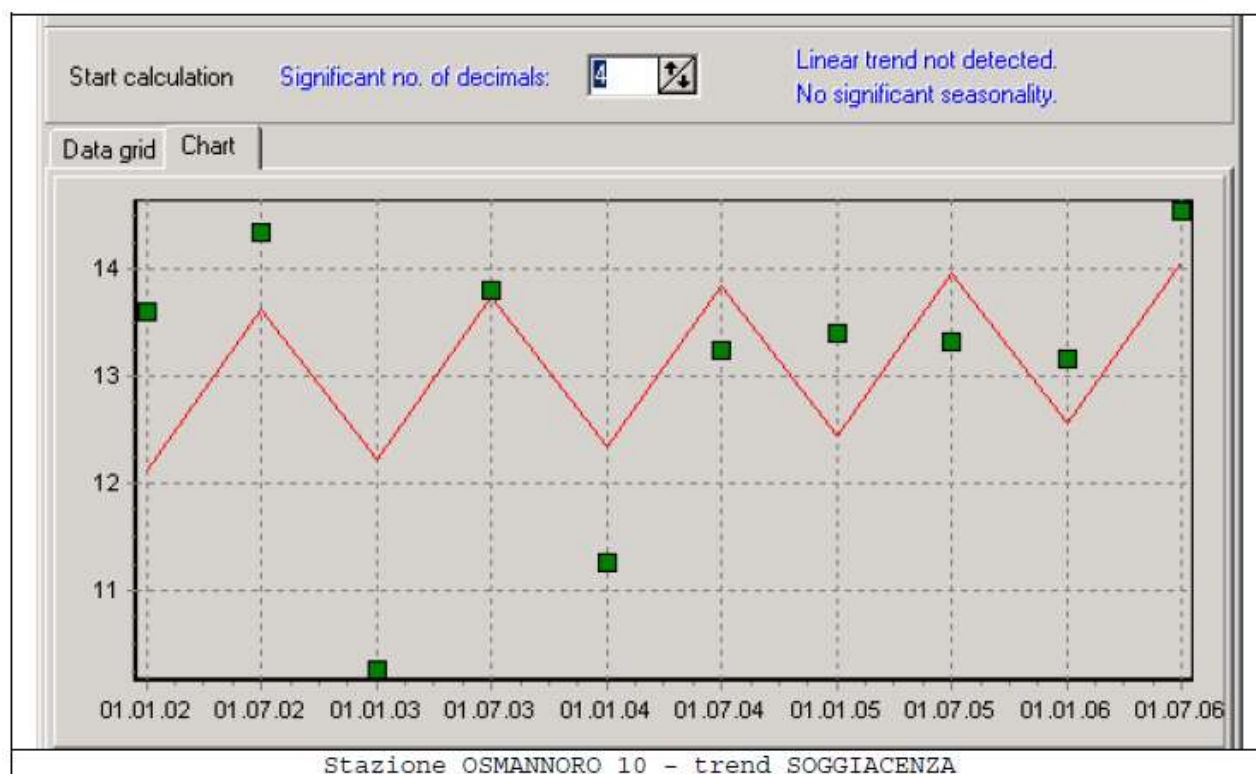 Start calculation Significant no. of decimals: 4 Linear trend not detected.
No significant seasonality.
Data grid Chart
14
13
12
11
01.01.02 01.07.02 01.01.03 01.07.03 01.01.04 01.07.04 01.01.05 01.07.05 01.01.06 01.07.06
Stazione OSMANNORO 10 - trend SOGGIACENZA